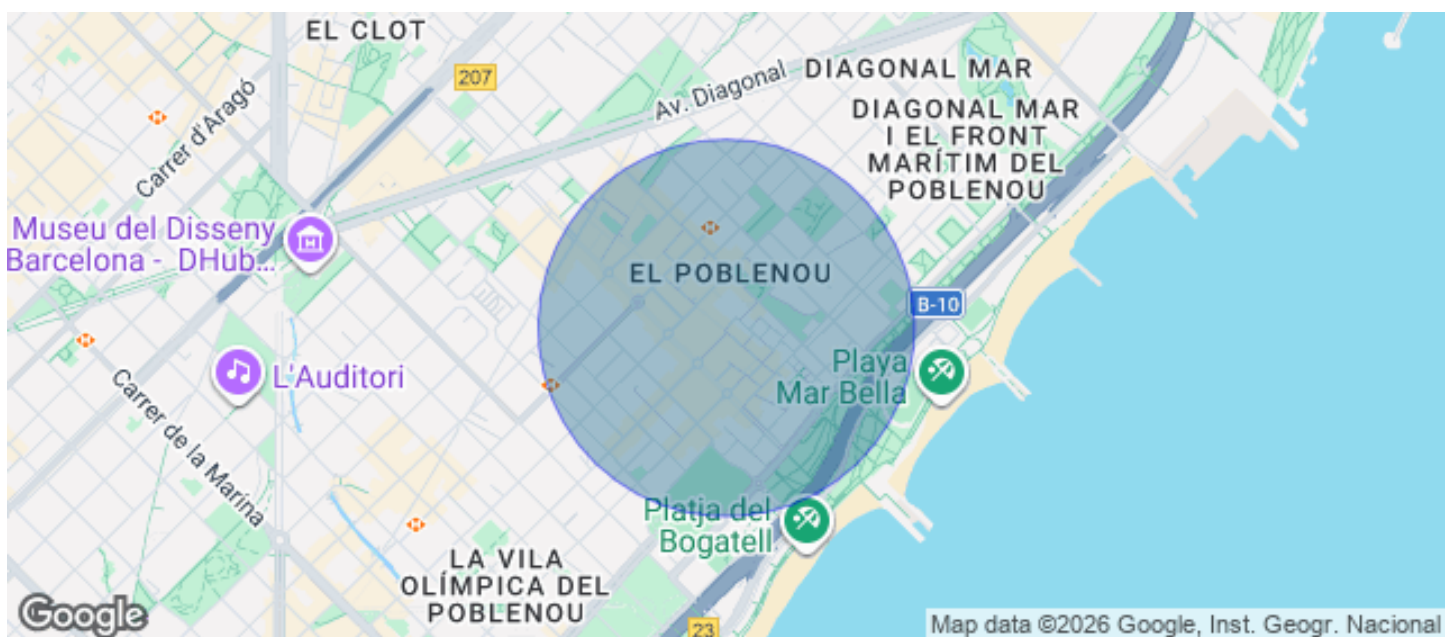 EL CLOT
207
Av. Diagonal
DIAGONAL MAR
DIAGONAL MAR
I EL FRONT
MARÍTIM DEL
POBLENOU
Carrer d'Aragó
Museu del Disseny
Barcelona - DHub...
EL POBLENOU
B-10
Playa
Mar Bella
L'Auditori
Carrer de la Marina
Platja del
Bogatell
LA VILA
OLÍMPICA DEL
POBLENOU
23
Google
Map data ©2026 Google, Inst. Geogr. Nacional